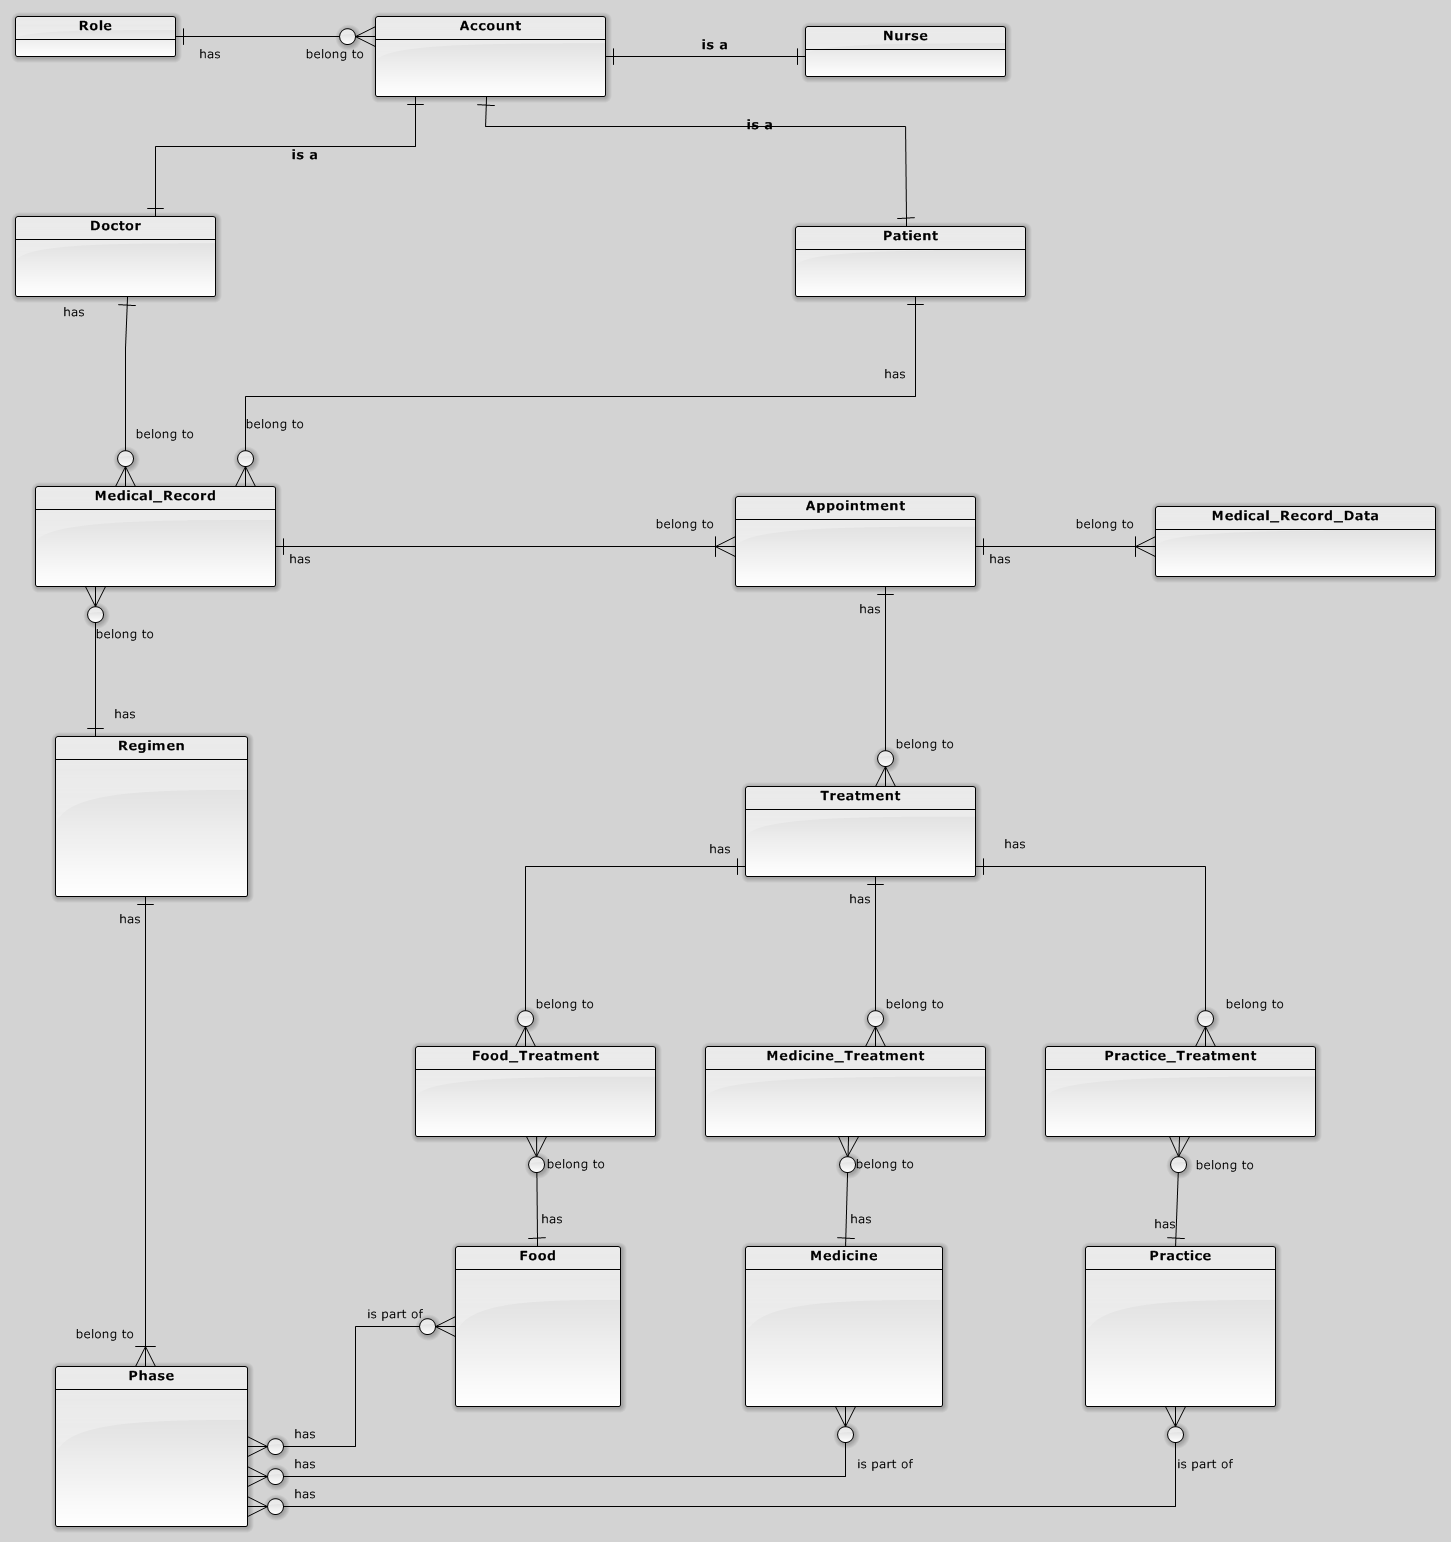 Role
Account
Nurse
has
belong to
is a
is a
is a
Doctor
Patient
has
has
belong to
belong to
Medical_Record
Appointment
Medical_Record_Data
belong to
belong to
has
has
has
belong to
has
belong to
Regimen
Treatment
has
has
has
has
belong to
belong to
belong to
Food_Treatment
Medicine_Treatment
Practice_Treatment
belong to
belong to
belong to
has
has
has
Food
Medicine
Practice
is part of
belong to
Phase
has
has
is part of
is part of
has